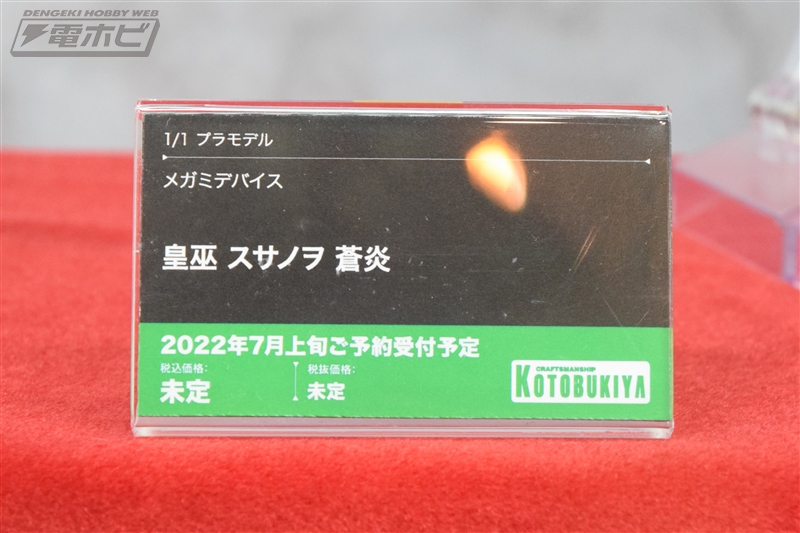 DENGEKI HOBBY WEB
電ホビ
1/1 プラモデル
メガミデバイス
皇巫 スサノヲ 蒼炎
2022年7月上旬ご予約受付予定
税込価格: 税抜価格:
未定 未定
CRAFTSMANSHIP
KOTOBUKIYA